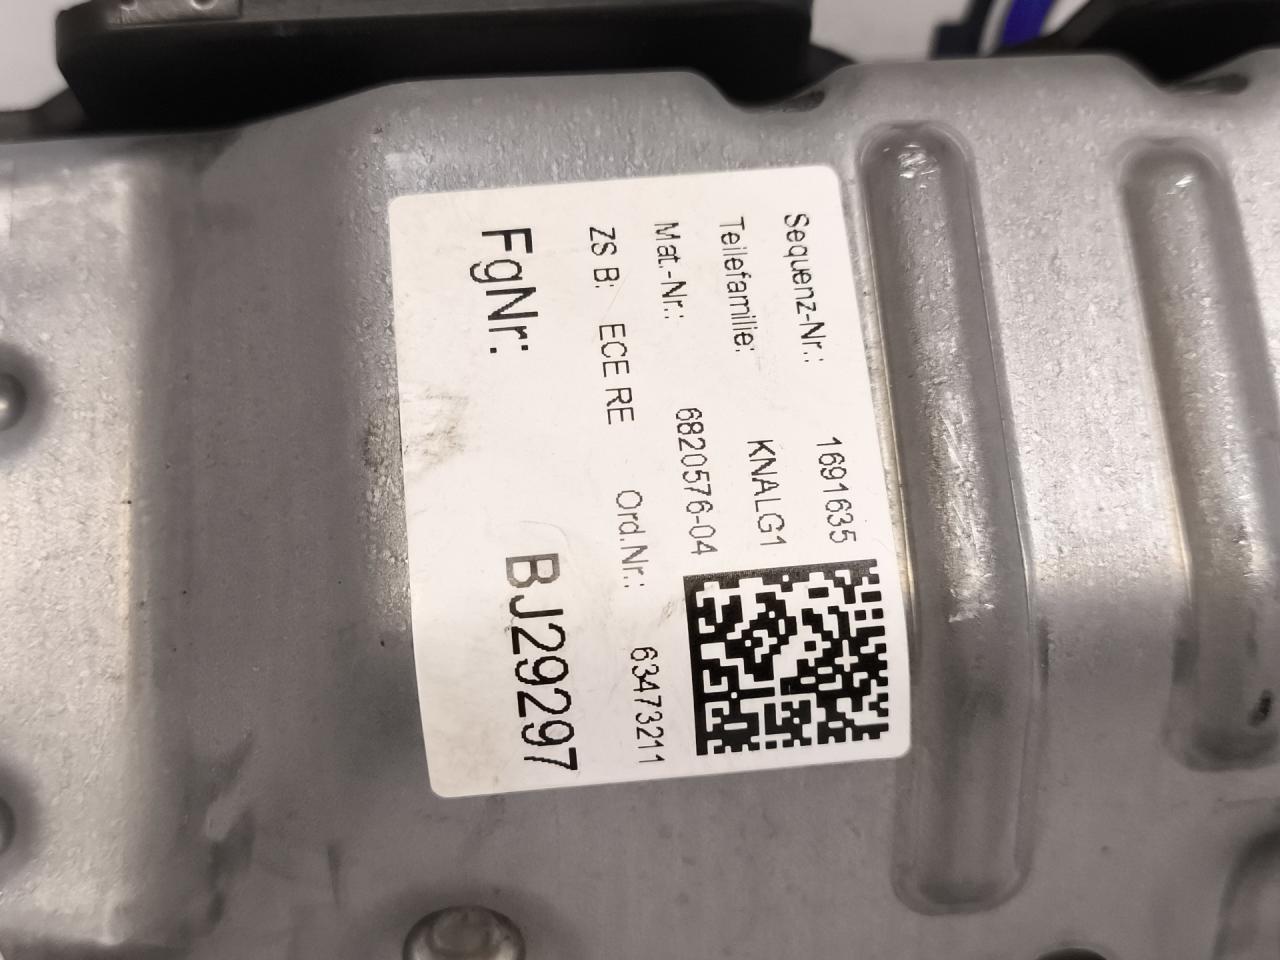 Sequenz-Nr.: 1691635
Teilefamilie: KNALG1
Mat.-Nr.: 6820576-04
ZS B: ECE RE Ord.Nr.: 63473211
FgNr: BJ29297